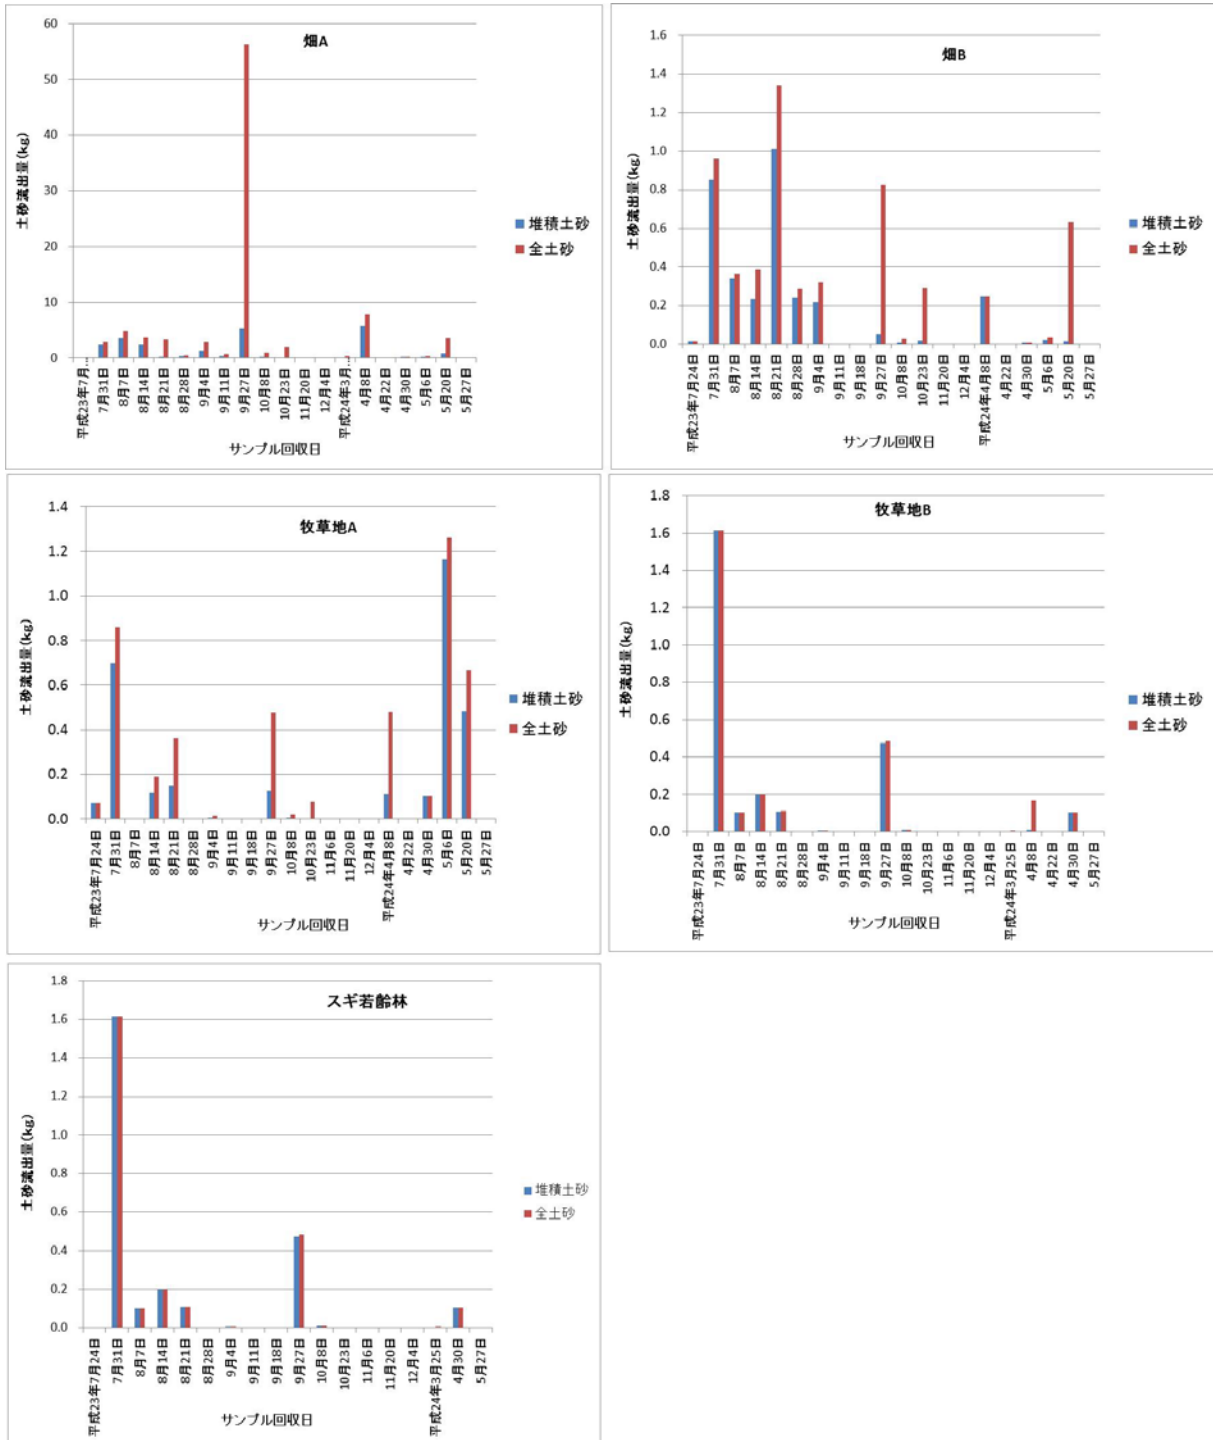 畑A
土砂流出量(kg)
60
50
40
30
20
10
0
平成23年7月…
7月31日
8月7日
8月14日
8月21日
8月28日
9月4日
9月11日
9月27日
10月8日
10月23日
11月20日
12月4日
平成24年3月…
4月8日
4月22日
4月30日
5月6日
5月20日
5月27日
サンプル回収日
堆積土砂
全土砂
畑B
土砂流出量(kg)
1.6
1.4
1.2
1.0
0.8
0.6
0.4
0.2
0.0
平成23年7月24日
7月31日
8月7日
8月14日
8月21日
8月28日
9月4日
9月11日
9月18日
9月27日
10月8日
10月23日
11月20日
12月4日
平成24年4月8日
4月22日
4月30日
5月6日
5月20日
5月27日
サンプル回収日
堆積土砂
全土砂
牧草地A
土砂流出量(kg)
1.4
1.2
1.0
0.8
0.6
0.4
0.2
0.0
平成23年7月24日
7月31日
8月7日
8月14日
8月21日
8月28日
9月4日
9月11日
9月18日
9月27日
10月8日
10月23日
11月6日
11月20日
12月4日
平成24年4月8日
4月22日
4月30日
5月6日
5月20日
5月27日
サンプル回収日
堆積土砂
全土砂
牧草地B
土砂流出量(kg)
1.8
1.6
1.4
1.2
1.0
0.8
0.6
0.4
0.2
0.0
平成23年7月24日
7月31日
8月7日
8月14日
8月21日
8月28日
9月4日
9月11日
9月18日
9月27日
10月8日
10月23日
11月6日
11月20日
12月4日
平成24年3月25日
4月8日
4月22日
4月30日
5月27日
サンプル回収日
堆積土砂
全土砂
スギ若齢林
土砂流出量(kg)
1.8
1.6
1.4
1.2
1.0
0.8
0.6
0.4
0.2
0.0
平成23年7月24日
7月31日
8月7日
8月14日
8月21日
8月28日
9月4日
9月11日
9月18日
9月27日
10月8日
10月23日
11月6日
11月20日
12月4日
平成24年3月25日
4月30日
5月27日
サンプル回収日
堆積土砂
全土砂